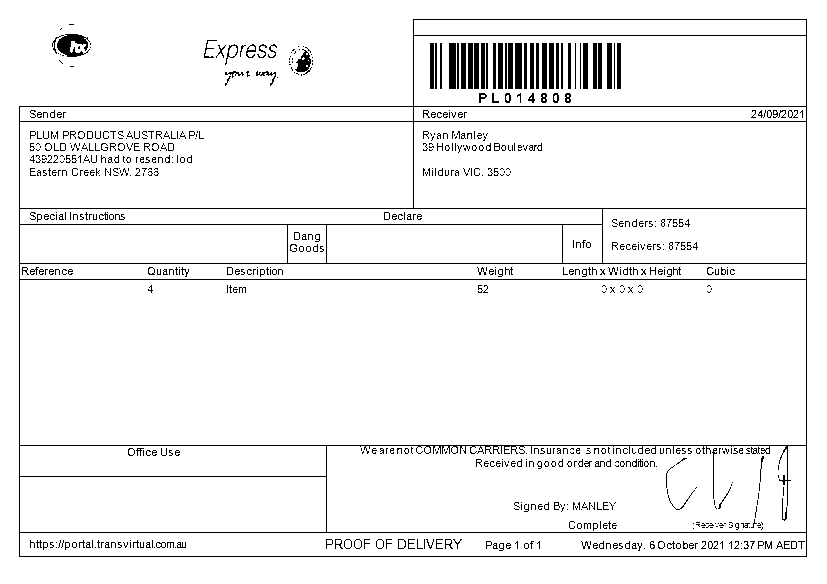 hx
Express
your way
PL014808
Sender
Receiver 24/09/2021
PLUM PRODUCTS AUSTRALIA P/L
50 OLD WALLGROVE ROAD
439220551AU had to resend: lod
Eastern Creek NSW. 2766
Ryan Manley
39 Hollywood Boulevard
Mildura VIC. 3500
Special Instructions Declare
Senders: 87554
Dang
Goods
Info
Receivers: 87554
Reference Quantity Description Weight Length x Width x Height Cubic
4 Item 52 0 x 0 x 0 0
Office Use
We are not COMMON CARRIERS. Insurance is not included unless otherwise stated
Received in good order and condition.
Signed By: MANLEY
Complete (Receiver Signature)
https://portal.transvirtual.com.au PROOF OF DELIVERY Page 1 of 1 Wednesday, 6 October 2021 12:37 PM AEDT